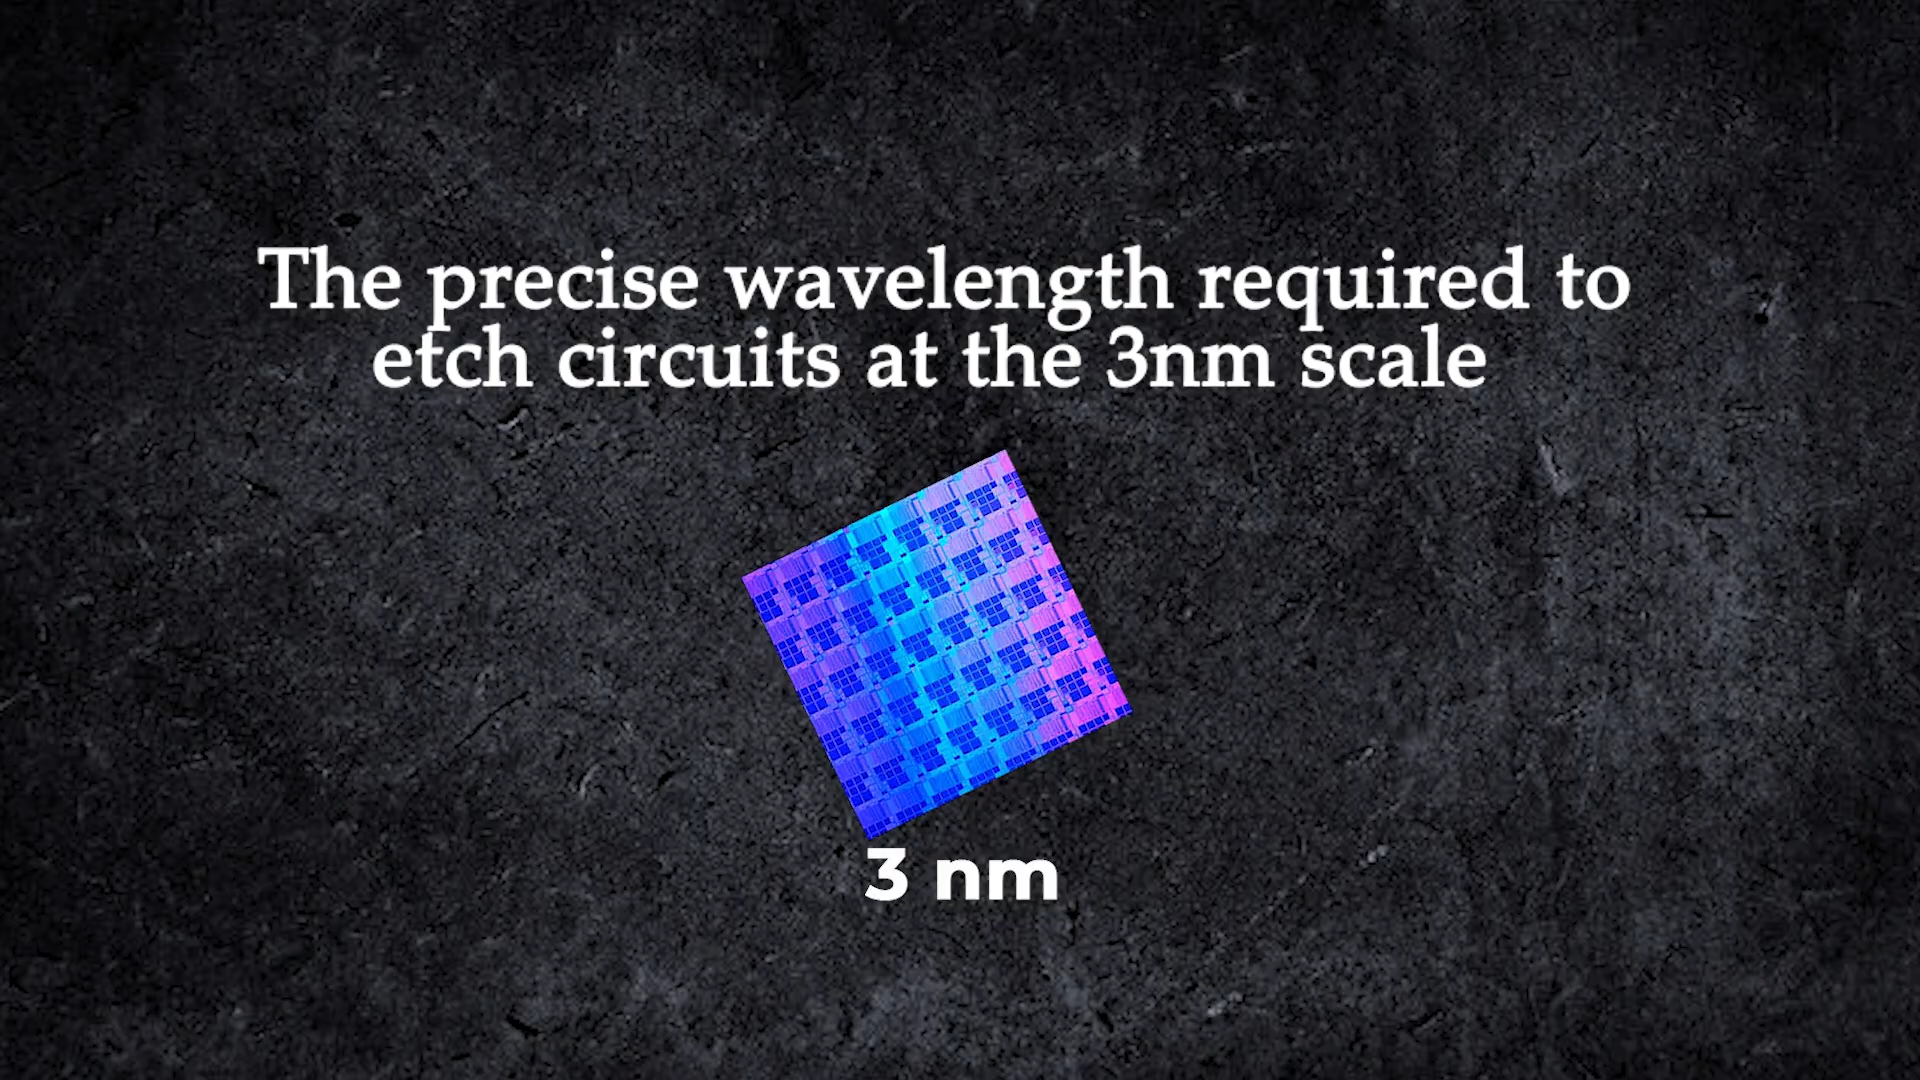 The precise wavelength required to
etch circuits at the 3nm scale
3 nm